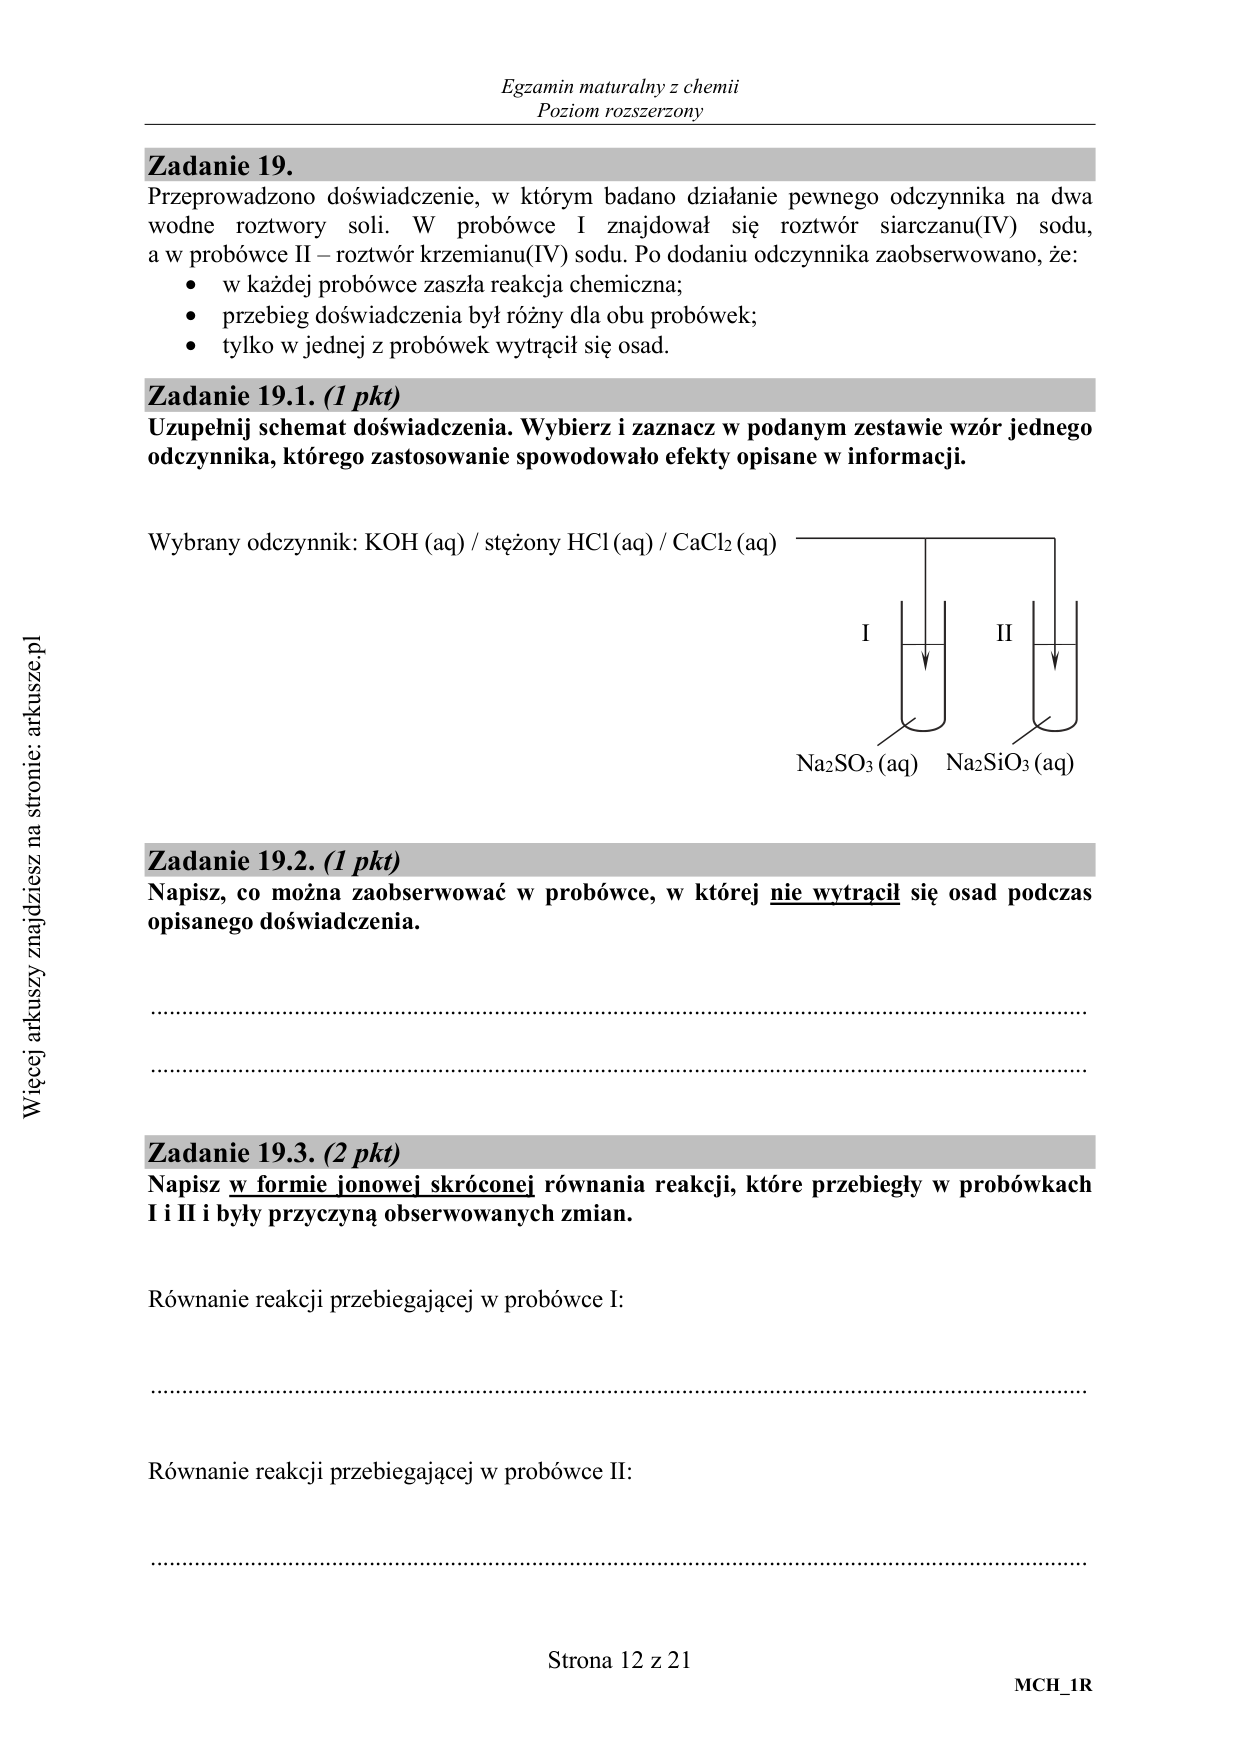 Egzamin maturalny z chemii
Poziom rozszerzony
Zadanie 19.
Przeprowadzono doświadczenie, w którym badano działanie pewnego odczynnika na dwa
wodne roztwory soli. W probówce I znajdował się roztwór siarczanu(IV) sodu,
a w probówce II – roztwór krzemianu(IV) sodu. Po dodaniu odczynnika zaobserwowano, że:
• w każdej probówce zaszła reakcja chemiczna;
• przebieg doświadczenia był różny dla obu probówek;
• tylko w jednej z probówek wytrącił się osad.
Zadanie 19.1. (1 pkt)
Uzupełnij schemat doświadczenia. Wybierz i zaznacz w podanym zestawie wzór jednego
odczynnika, którego zastosowanie spowodowało efekty opisane w informacji.
Wybrany odczynnik: KOH (aq) / stężony HCl (aq) / CaCl₂ (aq)
I II
Na₂SO₃ (aq) Na₂SiO₃ (aq)
Zadanie 19.2. (1 pkt)
Napisz, co można zaobserwować w probówce, w której nie wytrącił się osad podczas
opisanego doświadczenia.
Zadanie 19.3. (2 pkt)
Napisz w formie jonowej skróconej równania reakcji, które przebiegły w probówkach
I i II i były przyczyną obserwowanych zmian.
Równanie reakcji przebiegającej w probówce I:
Równanie reakcji przebiegającej w probówce II:
Strona 12 z 21
MCH_1R
Więcej arkuszy znajdziesz na stronie: arkusze.pl